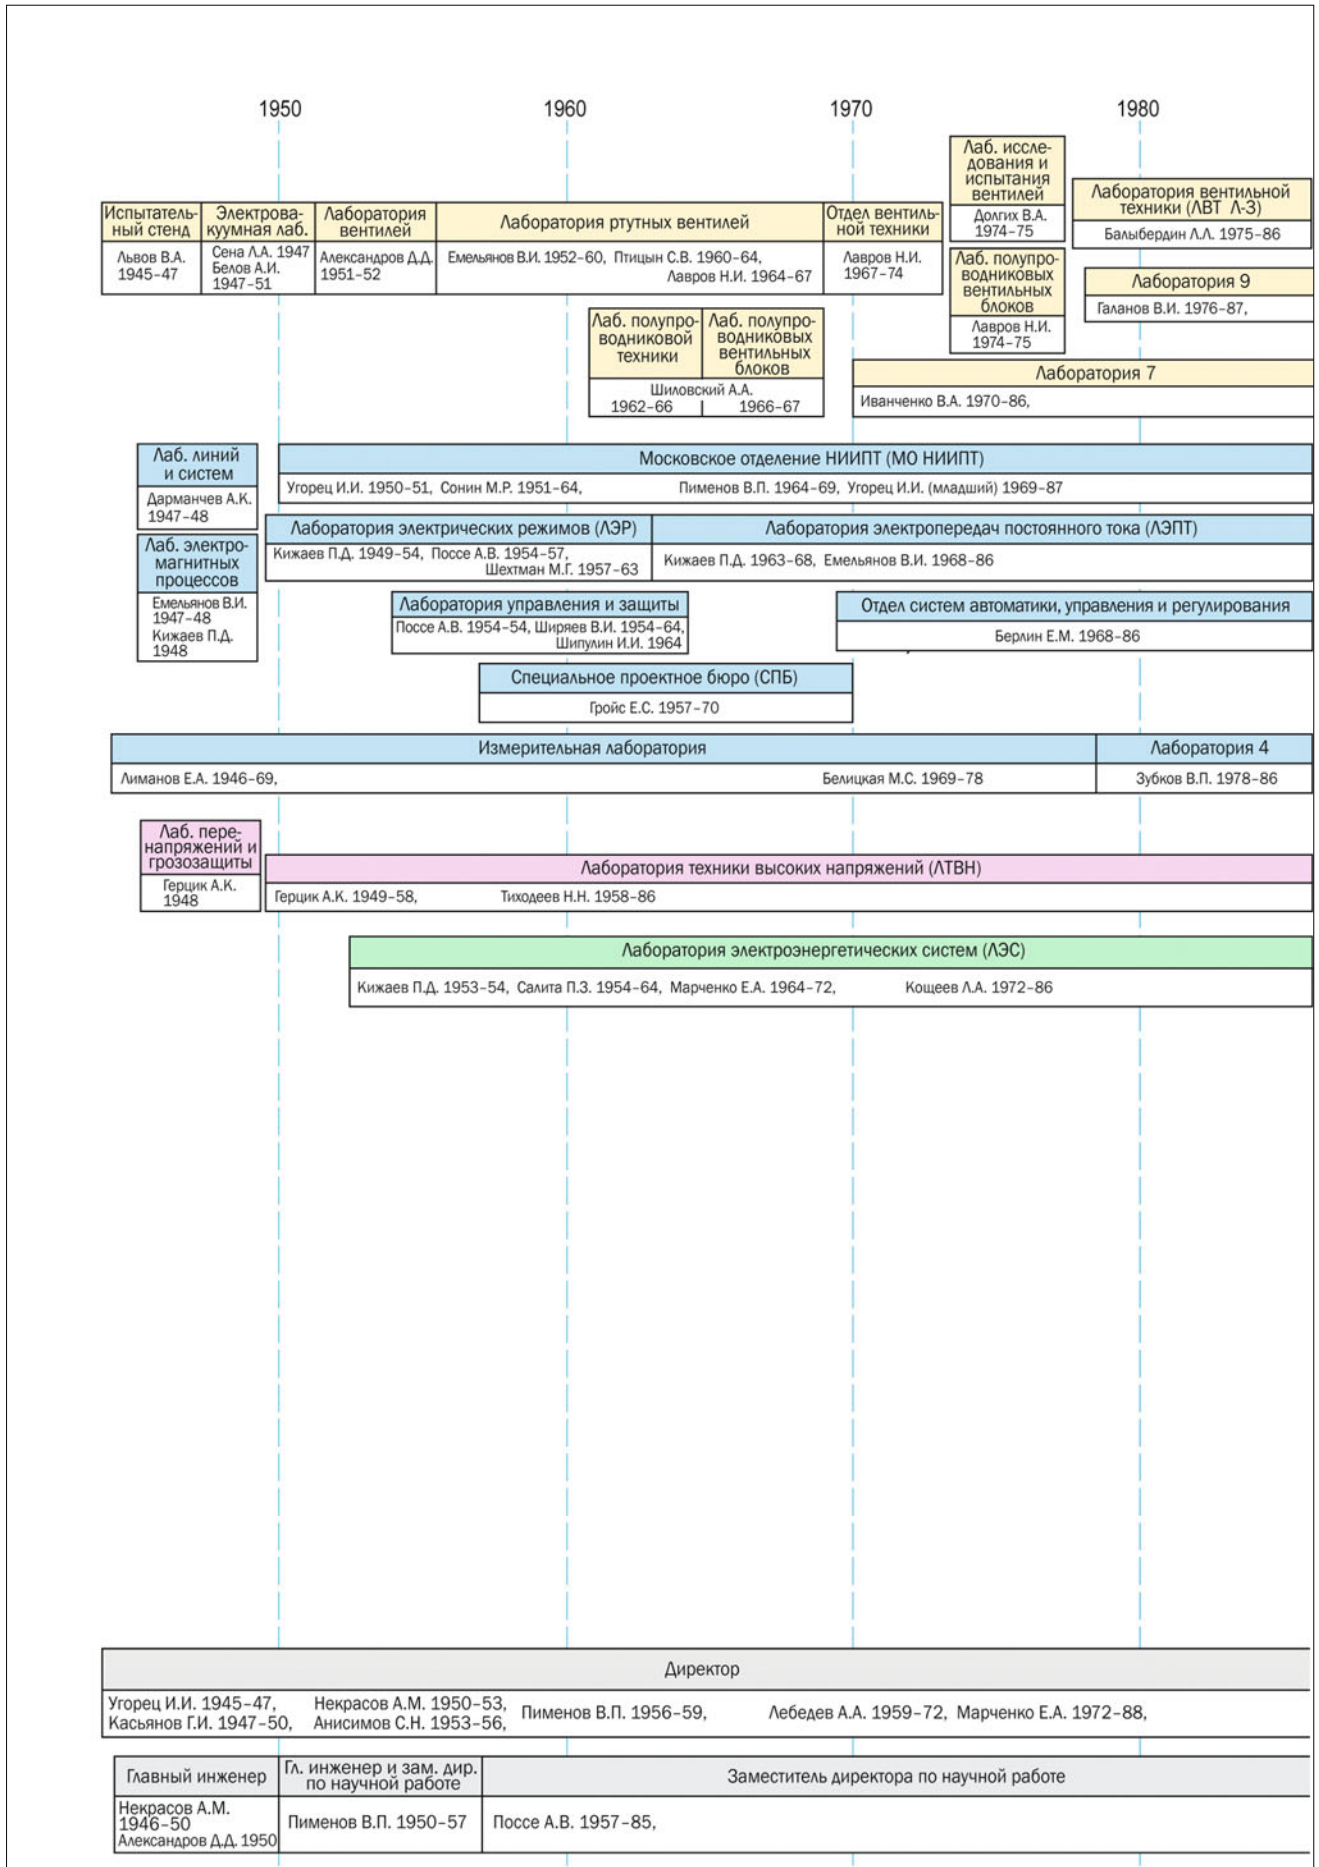 1950
1960
1970
1980
Испытатель-
ный стенд
Львов В.А.
1945–47
Электрова-
куумная лаб.
Сена Л.А. 1947
Белов А.И.
1947–51
Лаборатория
вентилей
Александров Д.Д.
1951–52
Лаборатория ртутных вентилей
Емельянов В.И. 1952–60, Птицын С.В. 1960–64,
Лавров Н.И. 1964–67
Отдел вентиль-
ной техники
Лавров Н.И.
1967–74
Лаб. иссле-
дования и
испытания
вентилей
Долгих В.А.
1974–75
Лаб. полупро-
водниковых
вентильных
блоков
Лавров Н.И.
1974–75
Лаборатория вентильной
техники (ЛВТ Л-3)
Балыбердин Л.Л. 1975–86
Лаборатория 9
Галанов В.И. 1976–87,
Лаб. полупро-
водниковой
техники
Лаб. полупро-
водниковых
вентильных
блоков
Шиловский А.А.
1962–66 | 1966–67
Лаборатория 7
Иванченко В.А. 1970–86,
Лаб. линий
и систем
Дарманчев А.К.
1947–48
Московское отделение НИИПТ (МО НИИПТ)
Угорец И.И. 1950–51, Сонин М.Р. 1951–64, Пименов В.П. 1964–69, Угорец И.И. (младший) 1969–87
Лаб. электро-
магнитных
процессов
Емельянов В.И.
1947–48
Кижаев П.Д.
1948
Лаборатория электрических режимов (ЛЭР)
Кижаев П.Д. 1949–54, Поссе А.В. 1954–57,
Шехтман М.Г. 1957–63
Лаборатория электропередач постоянного тока (ЛЭПТ)
Кижаев П.Д. 1963–68, Емельянов В.И. 1968–86
Лаборатория управления и защиты
Поссе А.В. 1954–54, Ширяев В.И. 1954–64,
Шипулин И.И. 1964
Отдел систем автоматики, управления и регулирования
Берлин Е.М. 1968–86
Специальное проектное бюро (СПБ)
Гройс Е.С. 1957–70
Измерительная лаборатория
Лиманов Е.А. 1946–69, Белицкая М.С. 1969–78
Лаборатория 4
Зубков В.П. 1978–86
Лаб. пере-
напряжений и
грозозащиты
Герцик А.К.
1948
Лаборатория техники высоких напряжений (ЛТВН)
Герцик А.К. 1949–58, Тиходеев Н.Н. 1958–86
Лаборатория электроэнергетических систем (ЛЭС)
Кижаев П.Д. 1953–54, Салита П.З. 1954–64, Марченко Е.А. 1964–72, Кощеев Л.А. 1972–86
Директор
Угорец И.И. 1945–47,
Касьянов Г.И. 1947–50,
Некрасов А.М. 1950–53,
Анисимов С.Н. 1953–56,
Пименов В.П. 1956–59,
Лебедев А.А. 1959–72, Марченко Е.А. 1972–88,
Главный инженер
Некрасов А.М.
1946–50
Александров Д.Д. 1950
Гл. инженер и зам. дир.
по научной работе
Пименов В.П. 1950–57
Заместитель директора по научной работе
Поссе А.В. 1957–85,